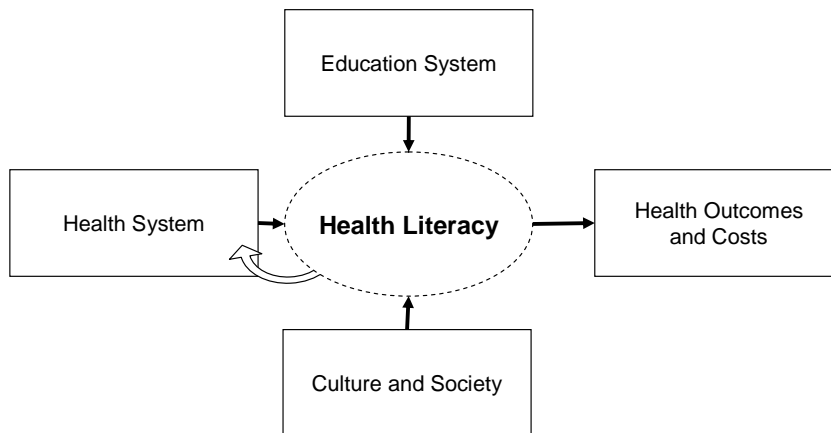 Education System
Health System
Health Literacy
Health Outcomes
and Costs
Culture and Society